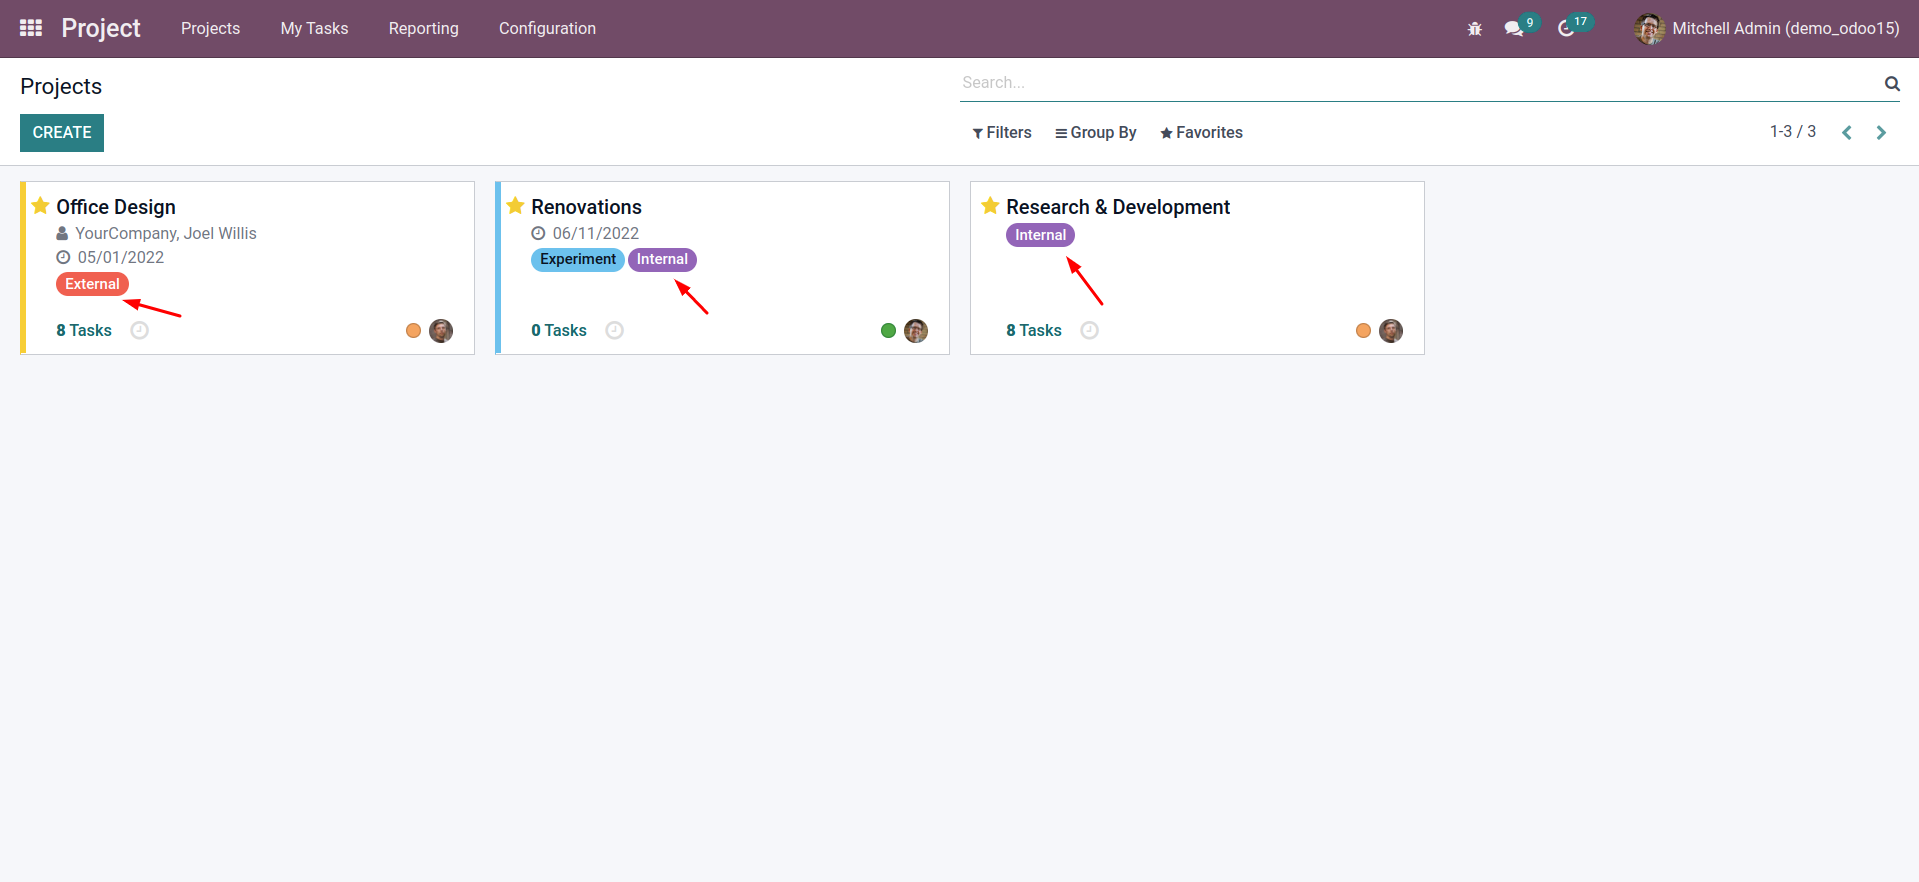 Project Projects My Tasks Reporting Configuration 9 17 Mitchell Admin (demo_odoo15)
Projects
Search...
CREATE
Filters Group By Favorites 1-3 / 3
Office Design
YourCompany, Joel Willis
05/01/2022
External
8 Tasks
Renovations
06/11/2022
Experiment Internal
0 Tasks
Research & Development
Internal
8 Tasks